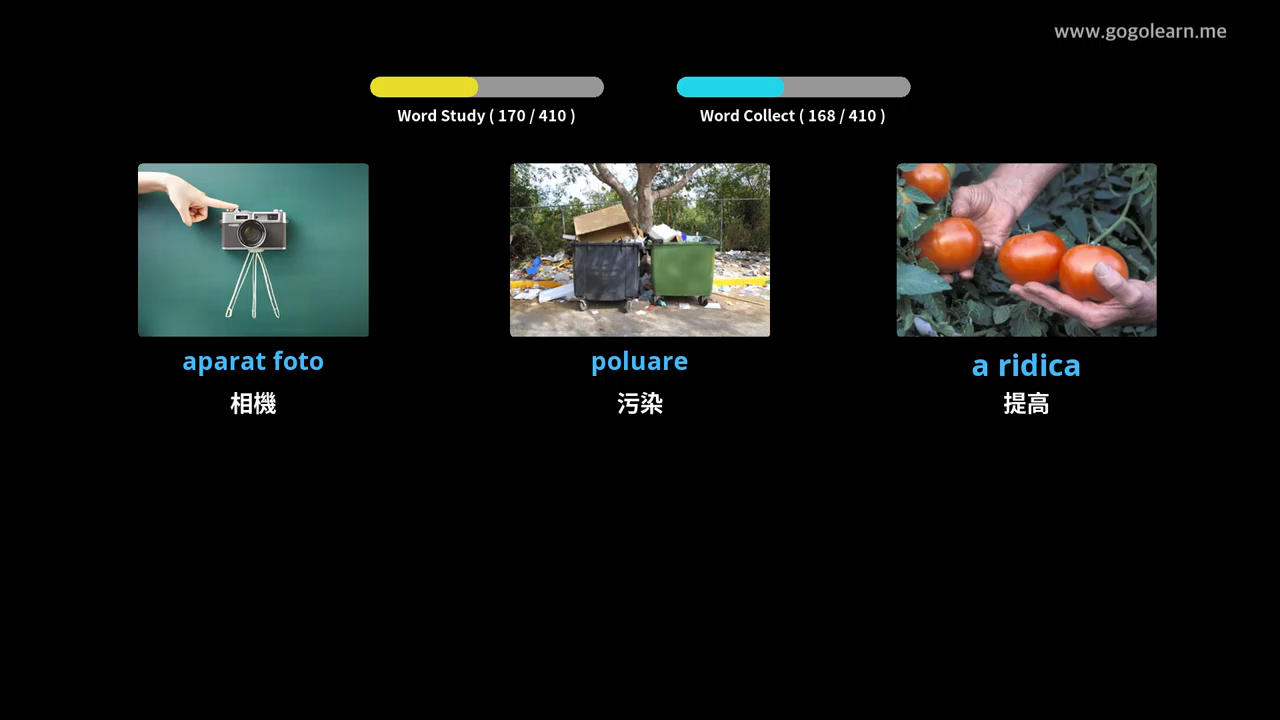 www.gogolearn.me
Word Study ( 170 / 410 )
Word Collect ( 168 / 410 )
aparat foto
相機
poluare
污染
a ridica
提高